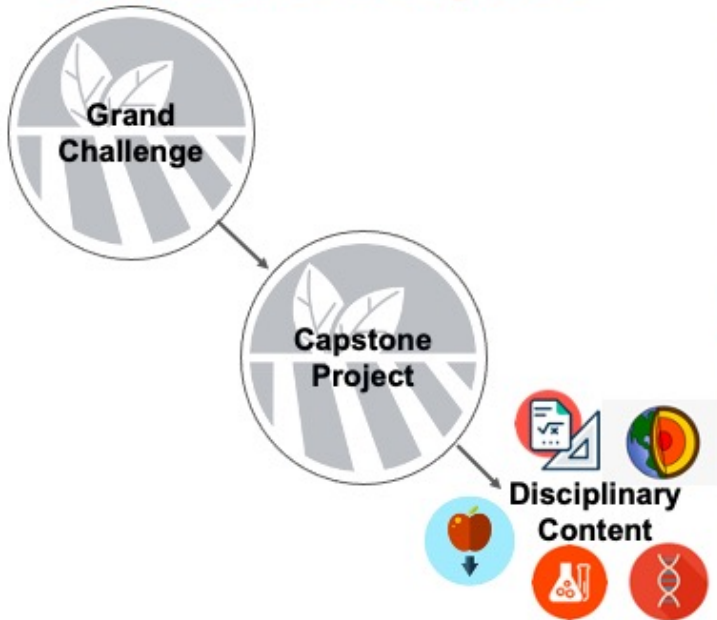 Grand
Challenge
Capstone
Project
√x
Disciplinary
Content